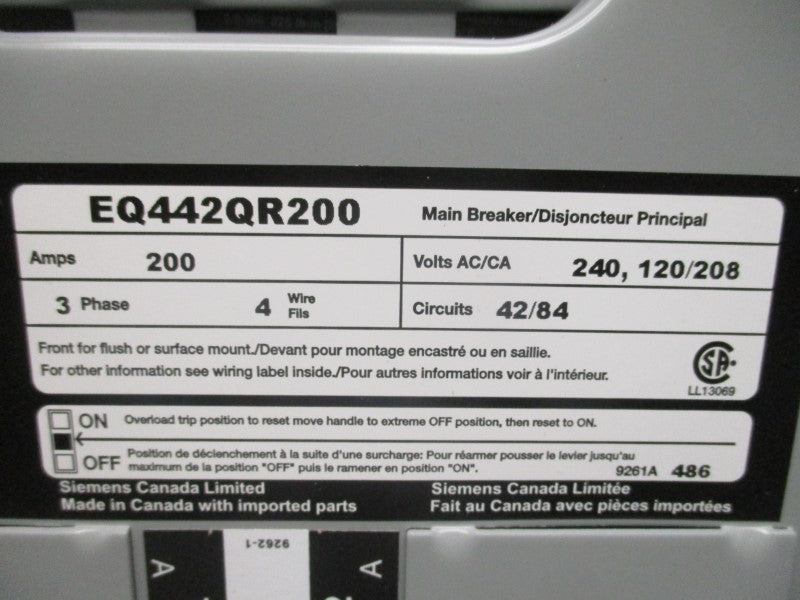 EQ442QR200 Main Breaker/Disjoncteur Principal
Amps 200 Volts AC/CA 240, 120/208
3 Phase 4 Wire Fils Circuits 42/84
Front for flush or surface mount./Devant pour montage encastré ou en saillie.
For other information see wiring label inside./Pour autres informations voir à l'intérieur.
CSA
LL13069
ON Overload trip position to reset move handle to extreme OFF position, then reset to ON.
OFF Position de déclenchement à la suite d'une surcharge: Pour réarmer pousser le levier jusqu'au
maximum de la position "OFF" puis le ramener en position "ON". 9261A 486
Siemens Canada Limited Siemens Canada Limitée
Made in Canada with imported parts Fait au Canada avec pièces importées
9262-1
A A